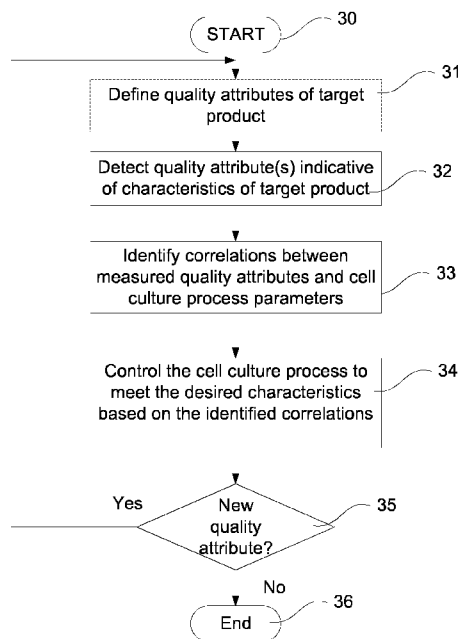 START
30
31
Define quality attributes of target
product
Detect quality attribute(s) indicative
of characteristics of target product
32
Identify correlations between
measured quality attributes and cell
culture process parameters
33
Control the cell culture process to
meet the desired characteristics
based on the identified correlations
34
Yes
New
quality
attribute?
35
No
End
36